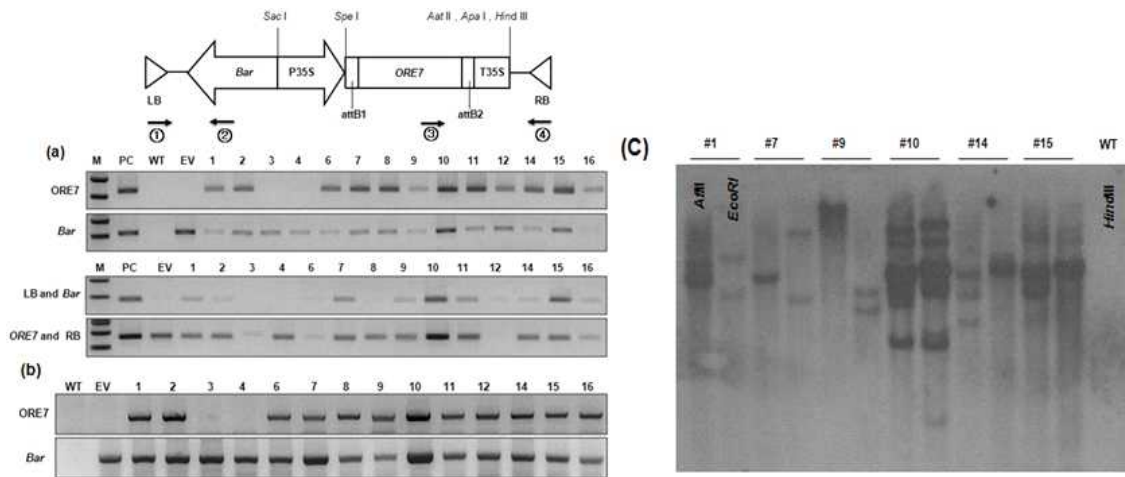 Sac I Spe I Aat II , Apa I , Hind III
Bar P35S ORE7 T35S
LB attB1 attB2 RB
① ② ③ ④
(a)
M PC WT EV 1 2 3 4 6 7 8 9 10 11 12 14 15 16
ORE7
Bar
M PC EV 1 2 3 4 6 7 8 9 10 11 12 14 15 16
LB and Bar
ORE7 and RB
(b)
WT EV 1 2 3 4 6 7 8 9 10 11 12 14 15 16
ORE7
Bar
(C)
#1 #7 #9 #10 #14 #15 WT
EcoRI HindIII